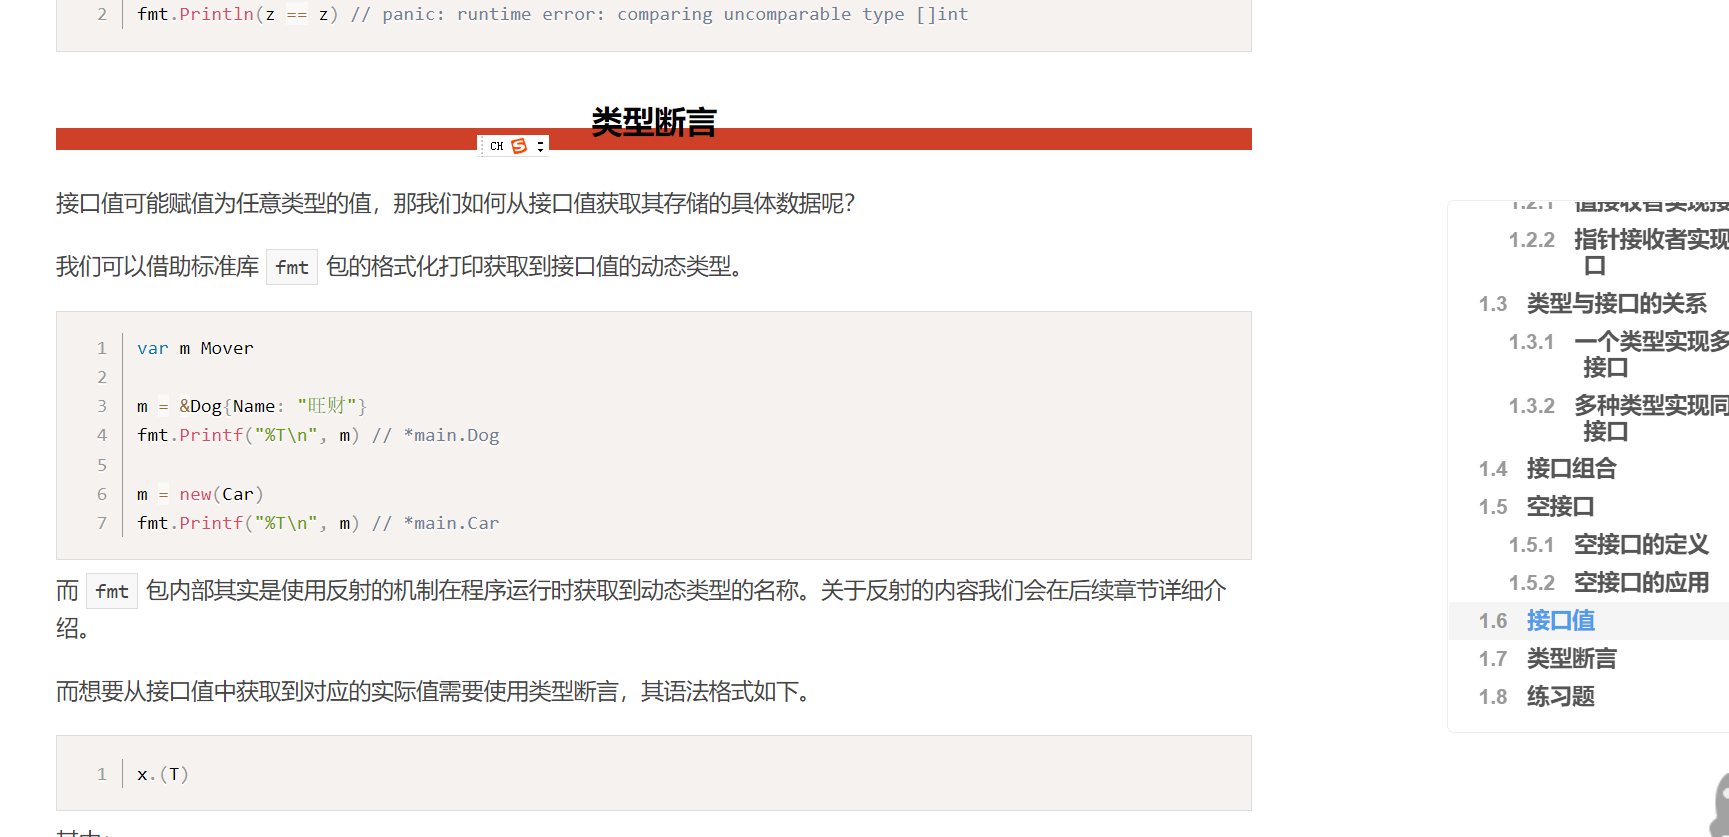 2 fmt.Println(z == z) // panic: runtime error: comparing uncomparable type []int
类型断言
CH
接口值可能赋值为任意类型的值，那我们如何从接口值获取其存储的具体数据呢？
我们可以借助标准库 fmt 包的格式化打印获取到接口值的动态类型。
1 var m Mover
2
3 m = &Dog{Name: "旺财"}
4 fmt.Printf("%T\n", m) // *main.Dog
5
6 m = new(Car)
7 fmt.Printf("%T\n", m) // *main.Car
而 fmt 包内部其实是使用反射的机制在程序运行时获取到动态类型的名称。关于反射的内容我们会在后续章节详细介
绍。
而想要从接口值中获取到对应的实际值需要使用类型断言，其语法格式如下。
1 x.(T)
其中：
1.2.1 值接收者实现接
1.2.2 指针接收者实现
口
1.3 类型与接口的关系
1.3.1 一个类型实现多
接口
1.3.2 多种类型实现同
接口
1.4 接口组合
1.5 空接口
1.5.1 空接口的定义
1.5.2 空接口的应用
1.6 接口值
1.7 类型断言
1.8 练习题